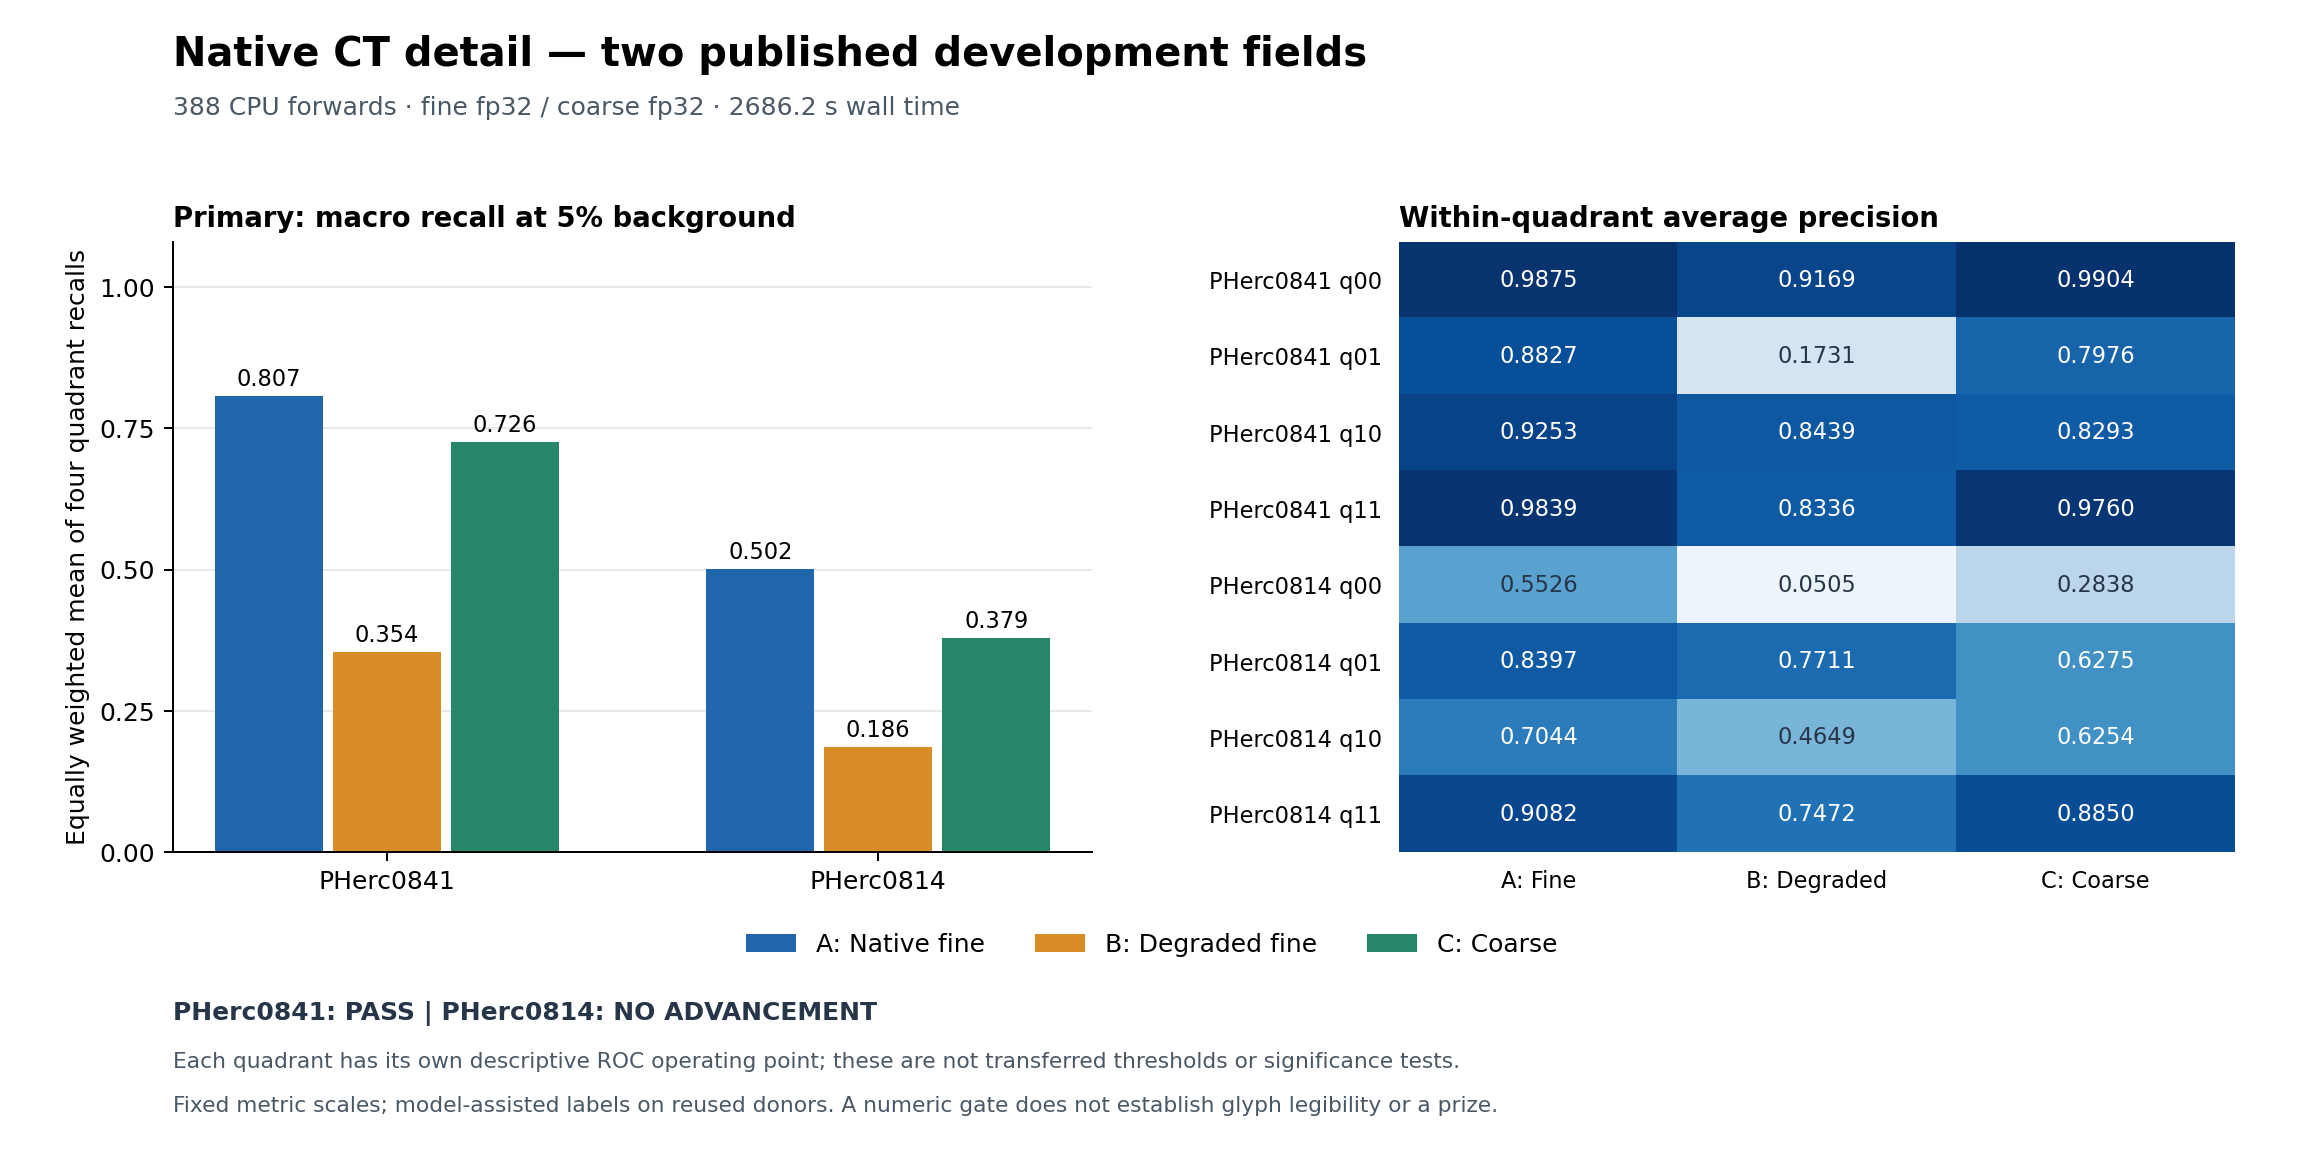 Native CT detail — two published development fields
388 CPU forwards · fine fp32 / coarse fp32 · 2686.2 s wall time
Primary: macro recall at 5% background
Equally weighted mean of four quadrant recalls
1.00
0.75
0.50
0.25
0.00
0.807
0.354
0.726
0.502
0.186
0.379
PHerc0841
PHerc0814
Within-quadrant average precision
PHerc0841 q00 0.9875 0.9169 0.9904
PHerc0841 q01 0.8827 0.1731 0.7976
PHerc0841 q10 0.9253 0.8439 0.8293
PHerc0841 q11 0.9839 0.8336 0.9760
PHerc0814 q00 0.5526 0.0505 0.2838
PHerc0814 q01 0.8397 0.7711 0.6275
PHerc0814 q10 0.7044 0.4649 0.6254
PHerc0814 q11 0.9082 0.7472 0.8850
A: Fine B: Degraded C: Coarse
A: Native fine B: Degraded fine C: Coarse
PHerc0841: PASS | PHerc0814: NO ADVANCEMENT
Each quadrant has its own descriptive ROC operating point; these are not transferred thresholds or significance tests.
Fixed metric scales; model-assisted labels on reused donors. A numeric gate does not establish glyph legibility or a prize.